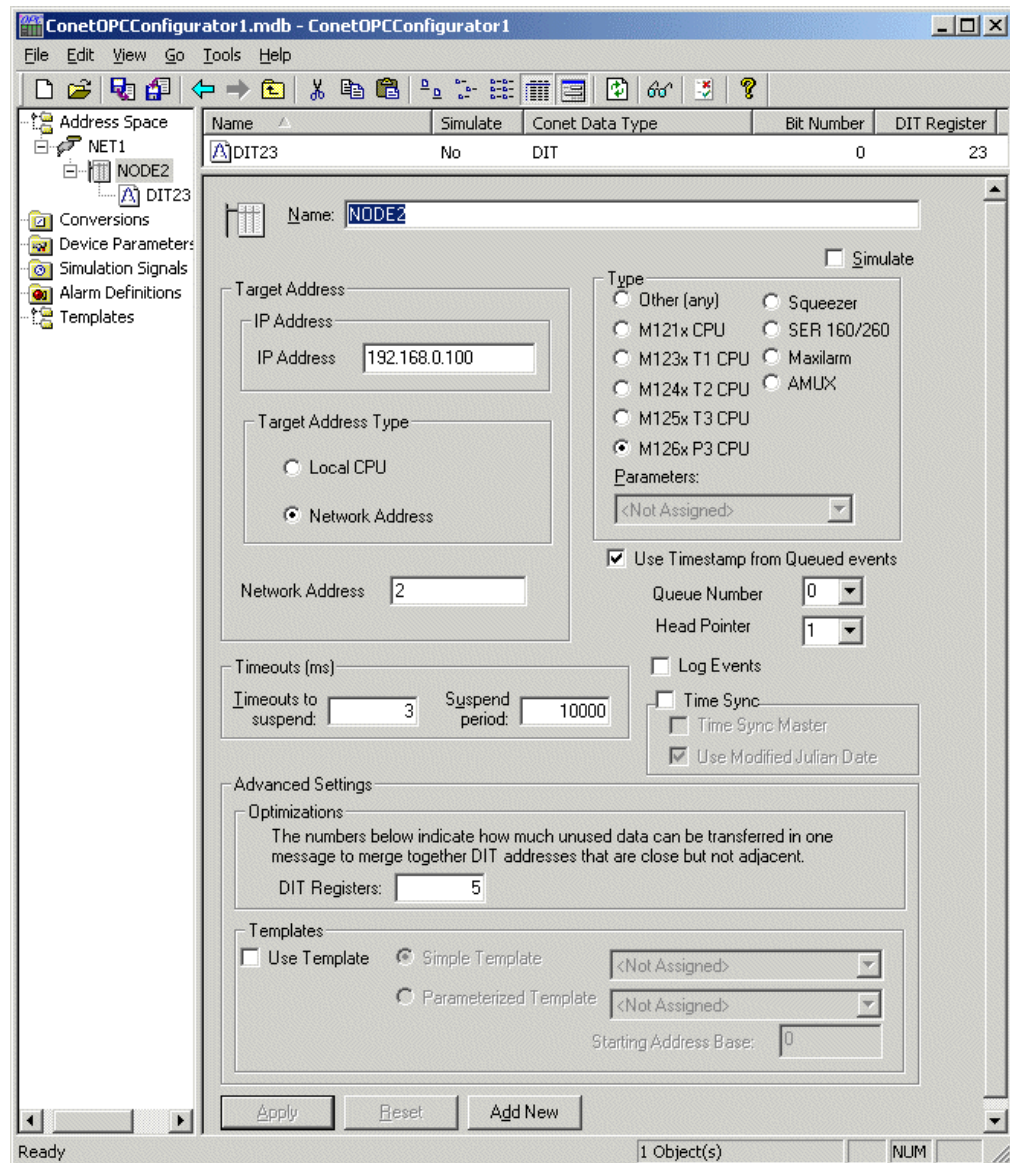 ConetOPCConfigurator1.mdb - ConetOPCConfigurator1
File Edit View Go Tools Help
Address Space
NET1
NODE2
DIT23
Conversions
Device Parameters
Simulation Signals
Alarm Definitions
Templates
Name Simulate Conet Data Type Bit Number DIT Register
DIT23 No DIT 0 23
Name: NODE2
Simulate
Target Address
IP Address
IP Address 192.168.0.100
Target Address Type
Local CPU
Network Address
Network Address 2
Type
Other (any) Squeezer
M121x CPU SER 160/260
M123x T1 CPU Maxilarm
M124x T2 CPU AMUX
M125x T3 CPU
M126x P3 CPU
Parameters:
<Not Assigned>
Use Timestamp from Queued events
Queue Number 0
Head Pointer 1
Log Events
Time Sync
Time Sync Master
Use Modified Julian Date
Timeouts (ms)
Timeouts to suspend: 3 Suspend period: 10000
Advanced Settings
Optimizations
The numbers below indicate how much unused data can be transferred in one
message to merge together DIT addresses that are close but not adjacent.
DIT Registers: 5
Templates
Use Template Simple Template <Not Assigned>
Parameterized Template <Not Assigned>
Starting Address Base: 0
Apply Reset Add New
Ready 1 Object(s) NUM